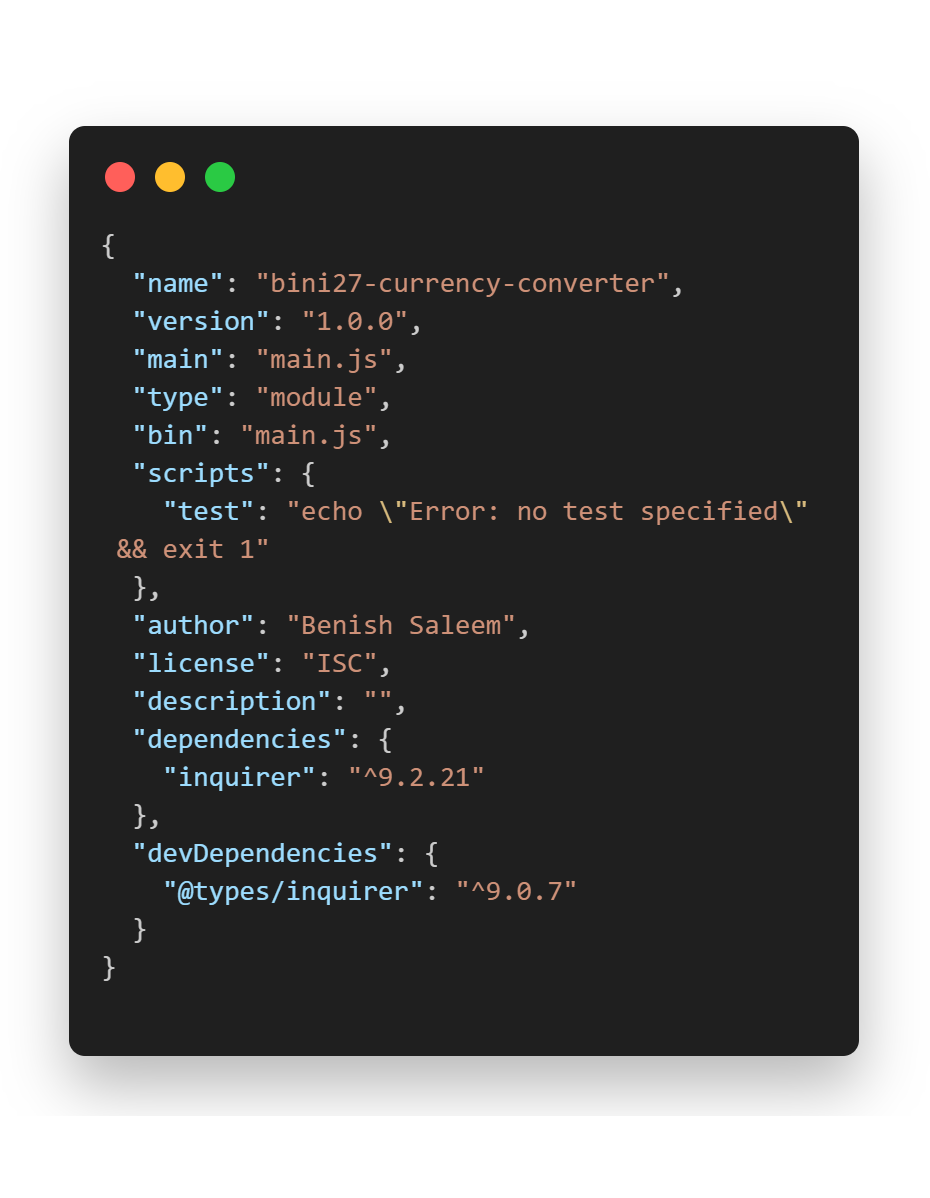 {
  "name": "bini27-currency-converter",
  "version": "1.0.0",
  "main": "main.js",
  "type": "module",
  "bin": "main.js",
  "scripts": {
    "test": "echo \"Error: no test specified\"
 && exit 1"
  },
  "author": "Benish Saleem",
  "license": "ISC",
  "description": "",
  "dependencies": {
    "inquirer": "^9.2.21"
  },
  "devDependencies": {
    "@types/inquirer": "^9.0.7"
  }
}